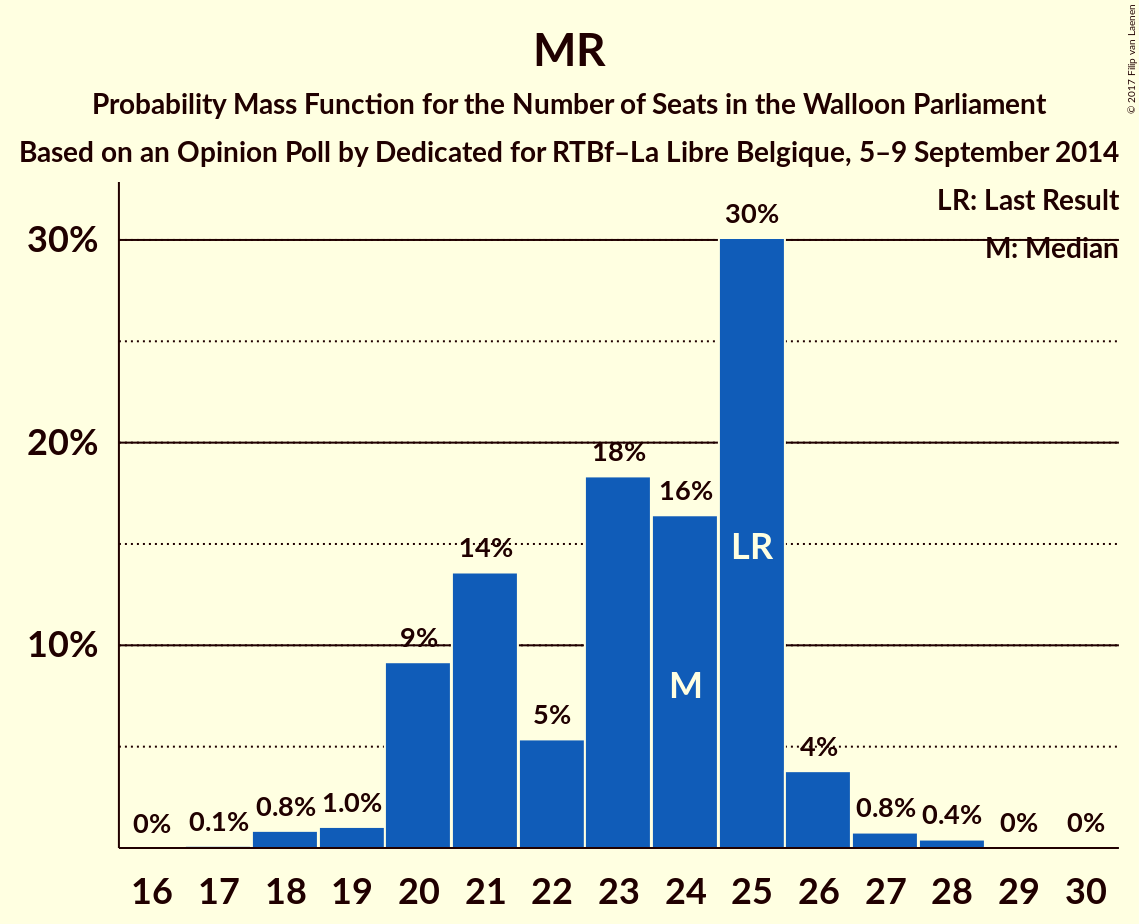 MR
Probability Mass Function for the Number of Seats in the Walloon Parliament
Based on an Opinion Poll by Dedicated for RTBf–La Libre Belgique, 5–9 September 2014
© 2017 Filip van Laenen
LR: Last Result
M: Median
30%
20%
10%
0%
0.1%
0.8%
1.0%
9%
14%
5%
18%
16%
30%
4%
0.8%
0.4%
0%
0%
LR
M
16 17 18 19 20 21 22 23 24 25 26 27 28 29 30